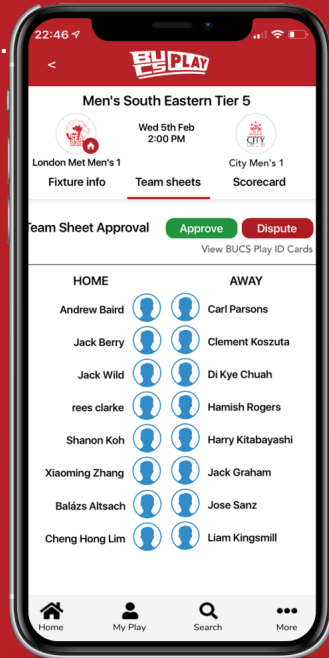 22:46
BUCS PLAY
<
Men's South Eastern Tier 5
Wed 5th Feb
2:00 PM
London Met Men's 1
CITY
City Men's 1
Fixture info Team sheets Scorecard
Team Sheet Approval Approve Dispute
View BUCS Play ID Cards
HOME AWAY
Andrew Baird Carl Parsons
Jack Berry Clement Koszuta
Jack Wild Di Kye Chuah
rees clarke Hamish Rogers
Shanon Koh Harry Kitabayashi
Xiaoming Zhang Jack Graham
Balázs Altsach Jose Sanz
Cheng Hong Lim Liam Kingsmill
Home My Play Search More